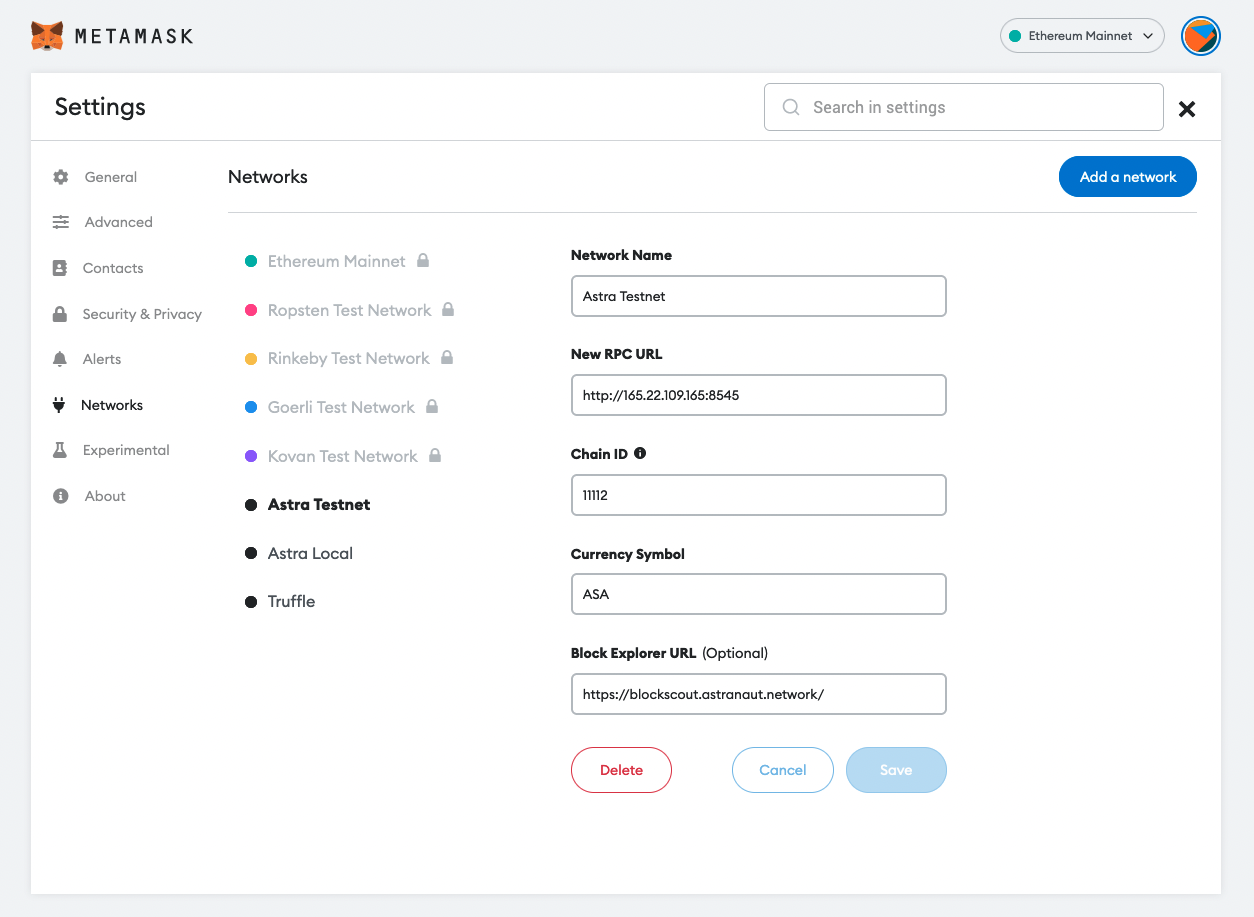 METAMASK
Ethereum Mainnet
Settings
Search in settings
General
Advanced
Contacts
Security & Privacy
Alerts
Networks
Experimental
About
Networks
Add a network
Ethereum Mainnet
Ropsten Test Network
Rinkeby Test Network
Goerli Test Network
Kovan Test Network
Astra Testnet
Astra Local
Truffle
Network Name
Astra Testnet
New RPC URL
http://165.22.109.165:8545
Chain ID
11112
Currency Symbol
ASA
Block Explorer URL (Optional)
https://blockscout.astranaut.network/
Delete
Cancel
Save